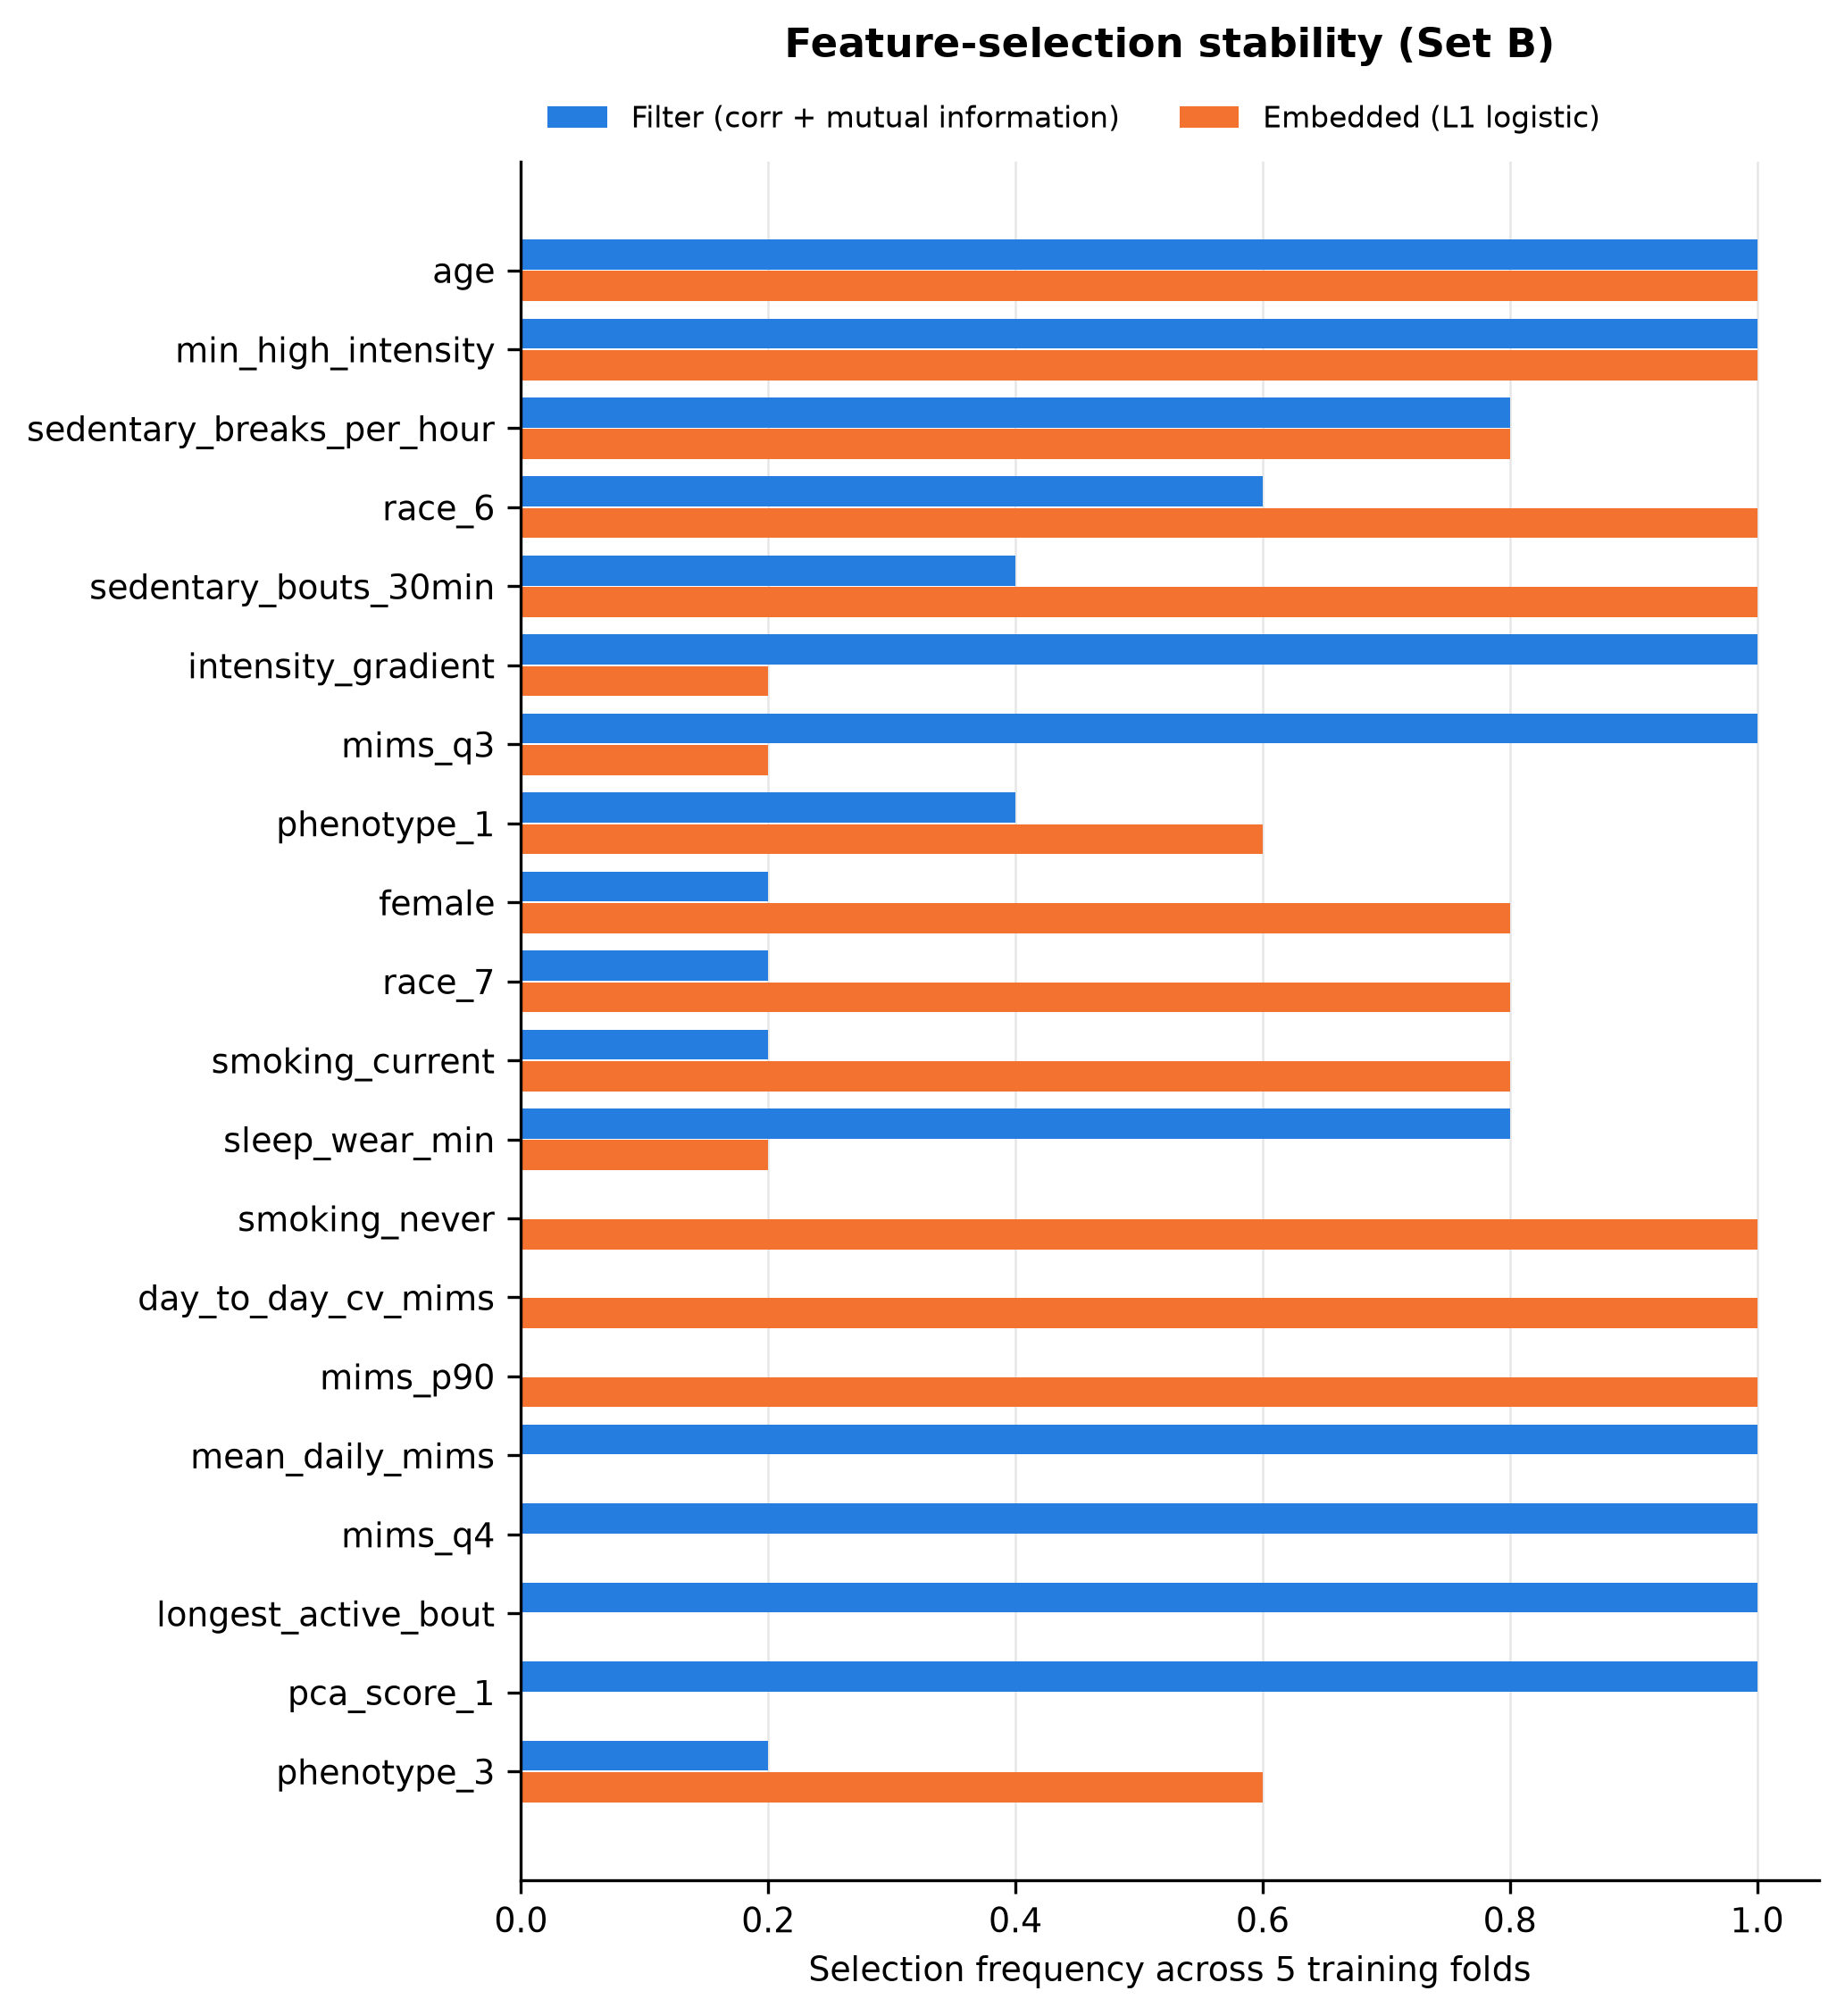 Feature-selection stability (Set B)
Filter (corr + mutual information)
Embedded (L1 logistic)
age
min_high_intensity
sedentary_breaks_per_hour
race_6
sedentary_bouts_30min
intensity_gradient
mims_q3
phenotype_1
female
race_7
smoking_current
sleep_wear_min
smoking_never
day_to_day_cv_mims
mims_p90
mean_daily_mims
mims_q4
longest_active_bout
pca_score_1
phenotype_3
0.0 0.2 0.4 0.6 0.8 1.0
Selection frequency across 5 training folds